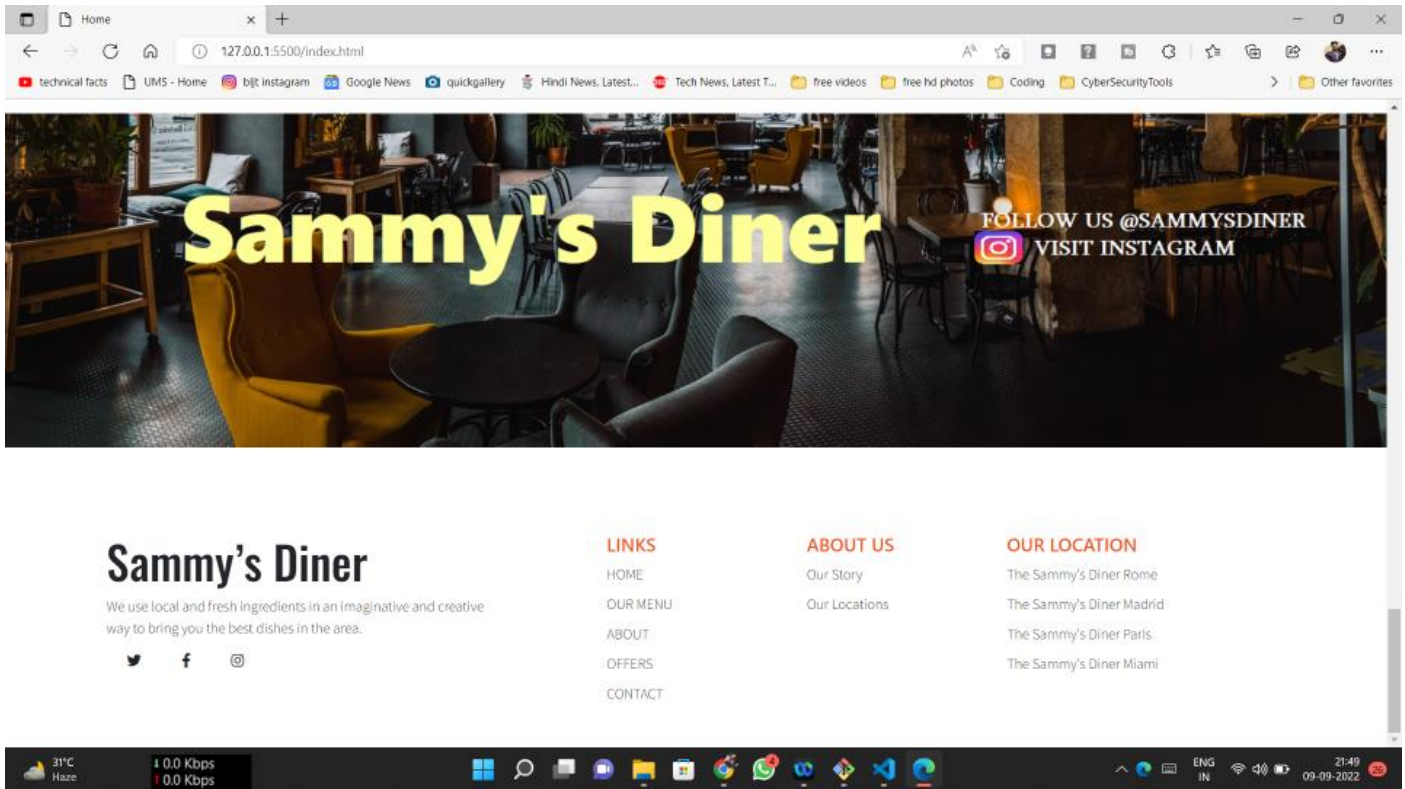 Home
127.0.0.1:5500/index.html
technical facts UMS - Home bijt instagram Google News quickgallery Hindi News, Latest... Tech News, Latest T... free videos free hd photos Coding CyberSecurityTools Other favorites
Sammy's Diner
FOLLOW US @SAMMYSDINER
VISIT INSTAGRAM
Sammy’s Diner
We use local and fresh ingredients in an imaginative and creative
way to bring you the best dishes in the area.
LINKS
HOME
OUR MENU
ABOUT
OFFERS
CONTACT
ABOUT US
Our Story
Our Locations
OUR LOCATION
The Sammy’s Diner Rome
The Sammy’s Diner Madrid
The Sammy’s Diner Paris
The Sammy’s Diner Miami
31°C
Haze
0.0 Kbps
0.0 Kbps
4
ENG
IN
21:49
09-09-2022
26